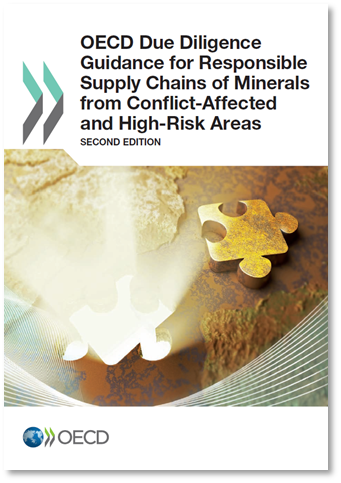 OECD Due Diligence
Guidance for Responsible
Supply Chains of Minerals
from Conflict-Affected
and High-Risk Areas
SECOND EDITION
OECD